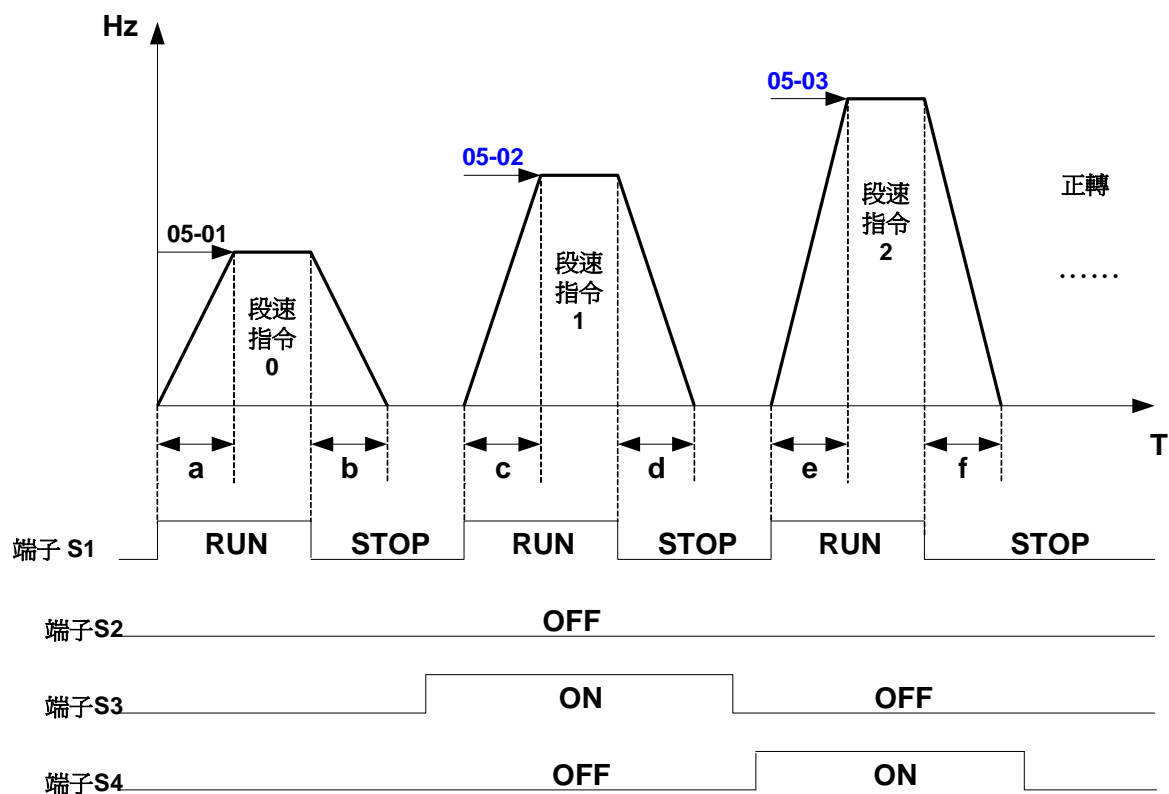 Hz
05-03
05-02
正轉
05-01
段速
指令
2
段速
指令
1
段速
指令
0
……
T
a
b
c
d
e
f
端子 S1
RUN
STOP
RUN
STOP
RUN
STOP
端子S2
OFF
端子S3
ON
OFF
端子S4
OFF
ON